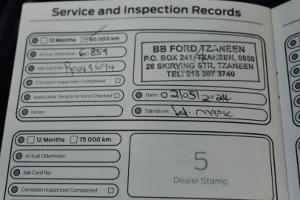 Service and Inspection Records
12 Months
60 000 km
Actual Odometer:
Job Card No:
Corrosion Inspection Completed
Applicable Service Actions Checked
Notes:
BB FORD TZANEEN
P.O. BOX 241, TZANEEN, 0850
26 SKIRVING STR, TZANEEN
TEL: 015 307 3740
Date: 02/05/2024
Signature:
12 Months
75 000 km
Actual Odometer:
Job Card No:
Corrosion Inspection Completed
5
Dealer Stamp